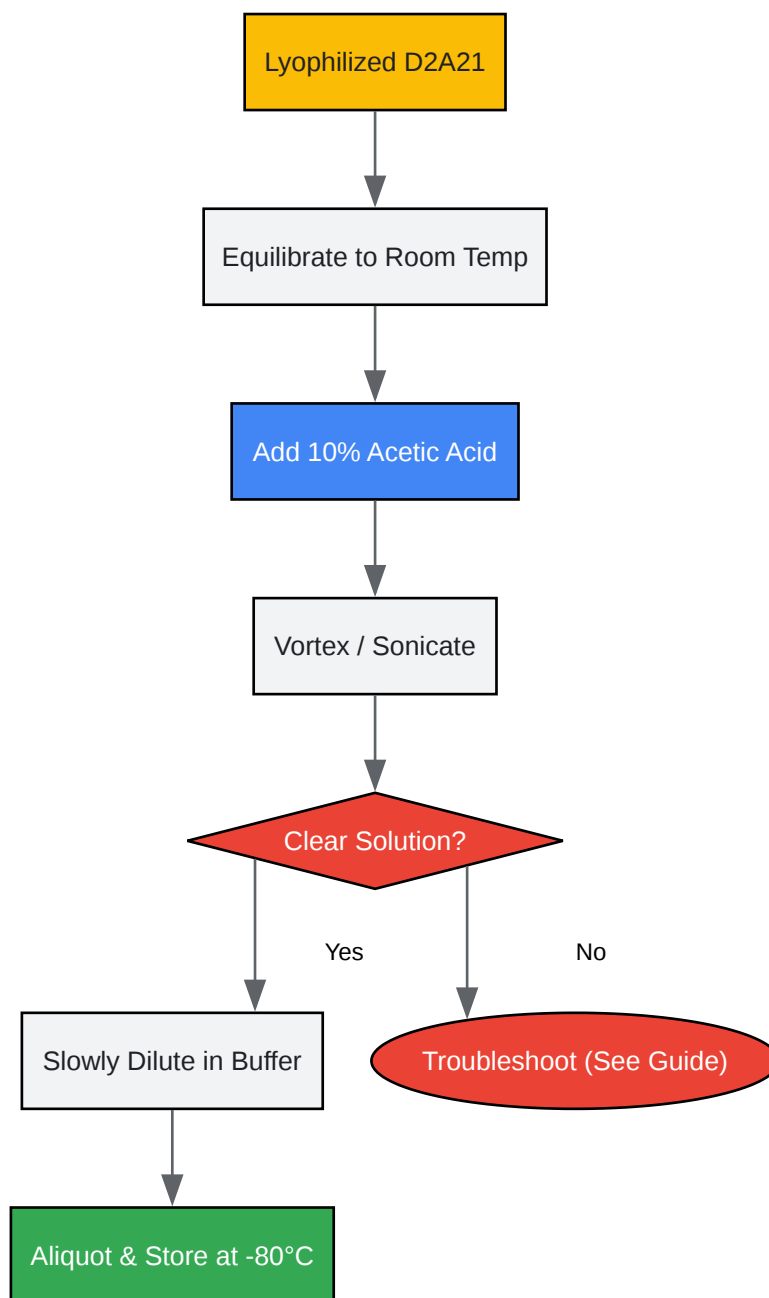 Lyophilized D2A21
Equilibrate to Room Temp
Add 10% Acetic Acid
Vortex / Sonicate
Clear Solution?
Yes
No
Slowly Dilute in Buffer
Troubleshoot (See Guide)
Aliquot & Store at -80°C